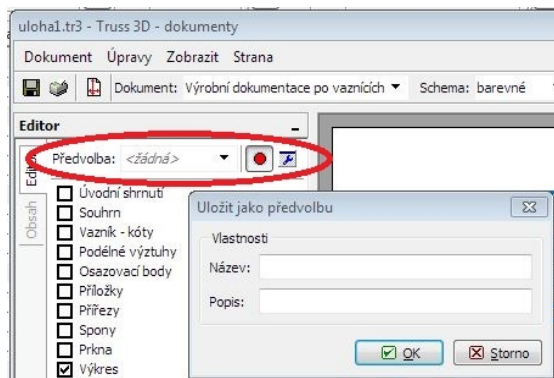 uloha1.tr3 - Truss 3D - dokumenty
Dokument Úpravy Zobrazit Strana
Dokument: Výrobní dokumentace po vaznících Schema: barevné
Editor
Předvolba: <žádná>
Editor
Obsah
Úvodní shrnutí
Souhrn
Vazník - kóty
Podélné výztuhy
Osazovací body
Příložky
Přířezy
Spony
Prkna
Výkres
Uložit jako předvolbu
Vlastnosti
Název:
Popis:
OK Storno